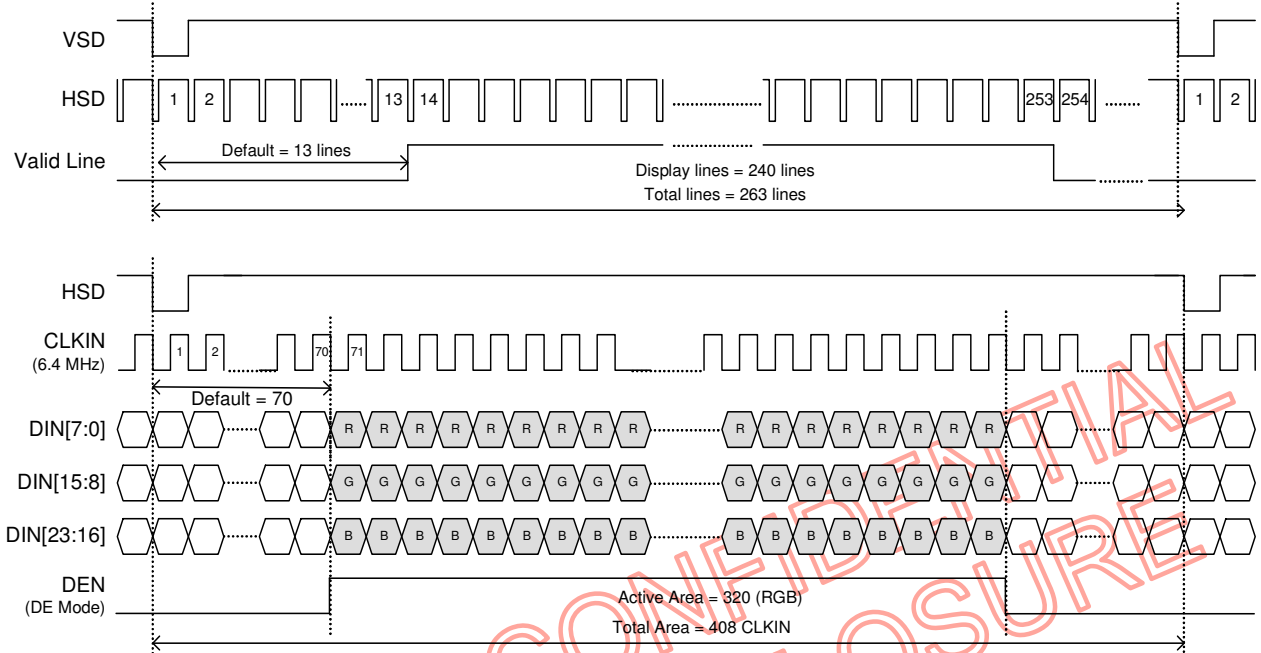 VSD
HSD 1 2 ...... 13 14 ...................... 253 254 ........ 1 2
Valid Line
Default = 13 lines
Display lines = 240 lines
Total lines = 263 lines
HSD
CLKIN 1 2 70 71
(6.4 MHz)
Default = 70
DIN[7:0] R R R R R R R R R R R R R R R R R
DIN[15:8] G G G G G G G G G G G G G G G G G
DIN[23:16] B B B B B B B B B B B B B B B B B
DEN
(DE Mode)
Active Area = 320 (RGB)
Total Area = 408 CLKIN
CONFIDENTIAL